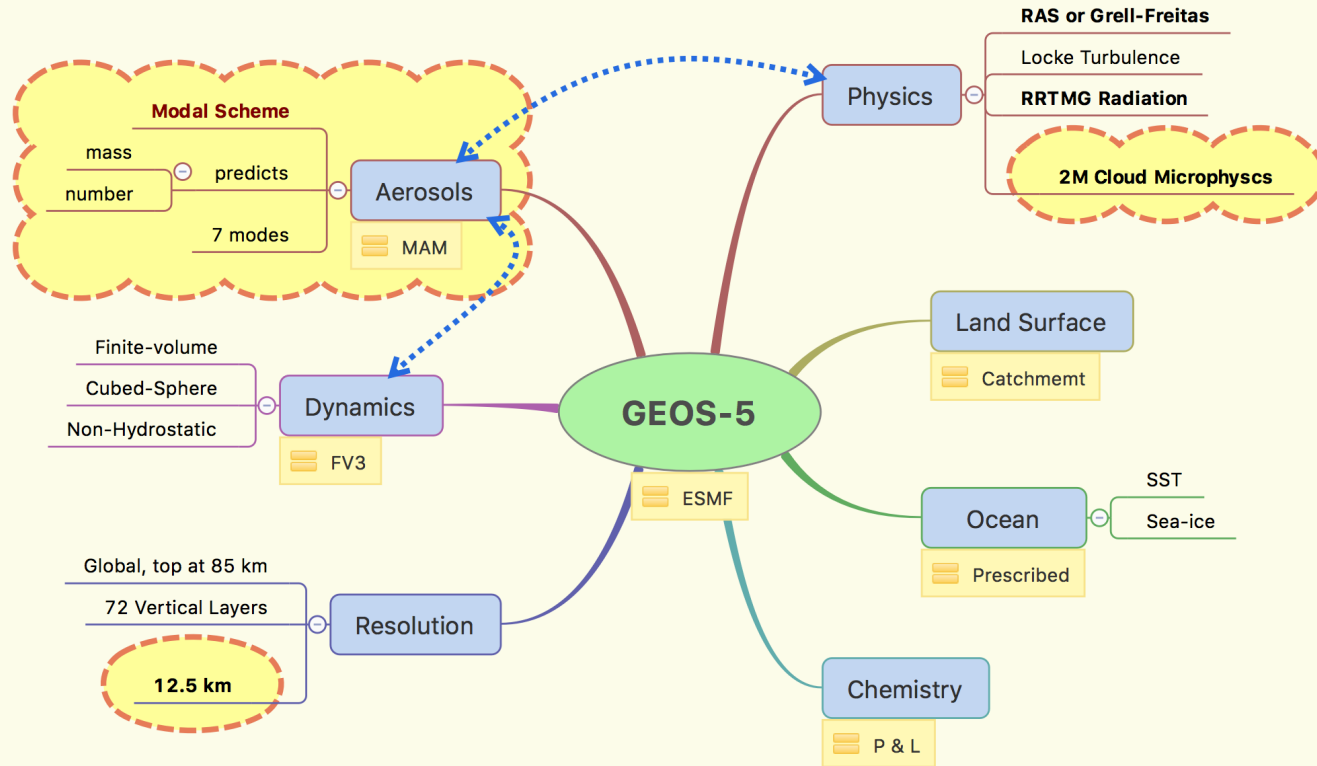 RAS or Grell-Freitas
Locke Turbulence
RRTMG Radiation
2M Cloud Microphyscs
Physics
Modal Scheme
mass
number
predicts
7 modes
Aerosols
MAM
Land Surface
Catchmemt
Finite-volume
Cubed-Sphere
Non-Hydrostatic
Dynamics
FV3
GEOS-5
ESMF
SST
Sea-ice
Ocean
Prescribed
Global, top at 85 km
72 Vertical Layers
12.5 km
Resolution
Chemistry
P & L